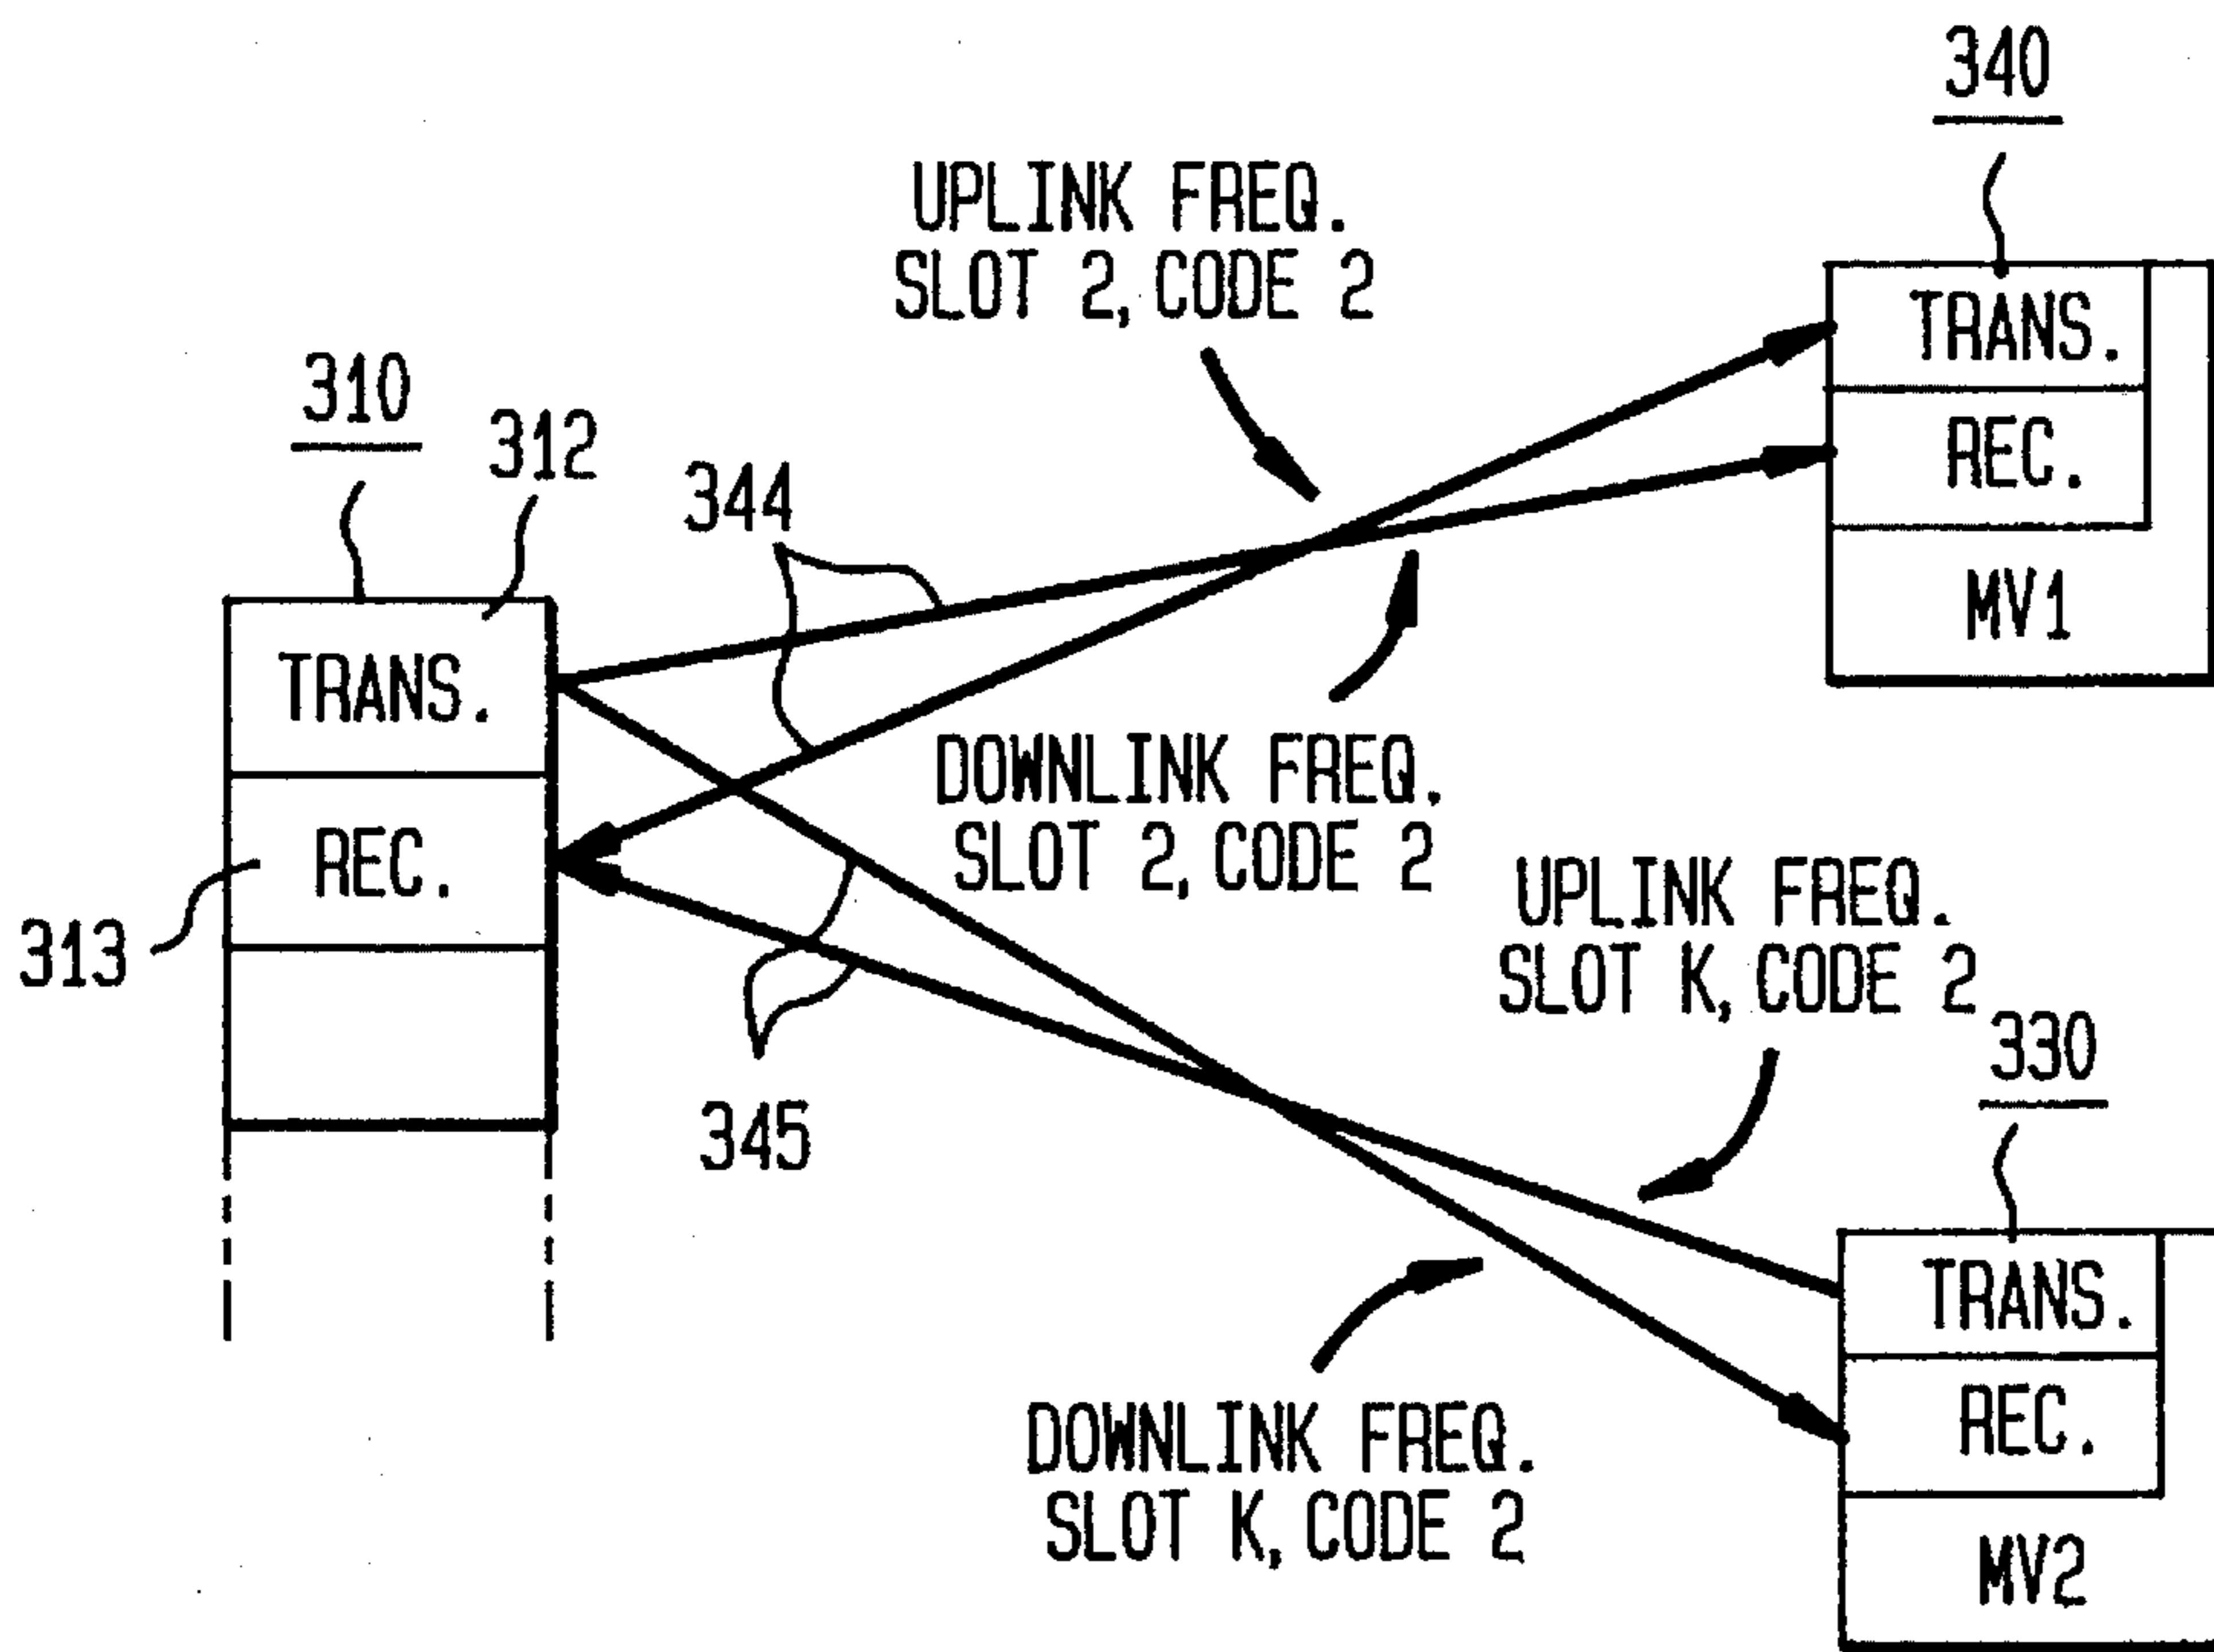 340
UPLINK FREQ.
SLOT 2, CODE 2
TRANS.
REC.
MV1
310
312
344
TRANS.
REC.
313
DOWNLINK FREQ.
SLOT 2, CODE 2
UPLINK FREQ.
SLOT K, CODE 2
330
345
TRANS.
REC.
MV2
DOWNLINK FREQ.
SLOT K, CODE 2